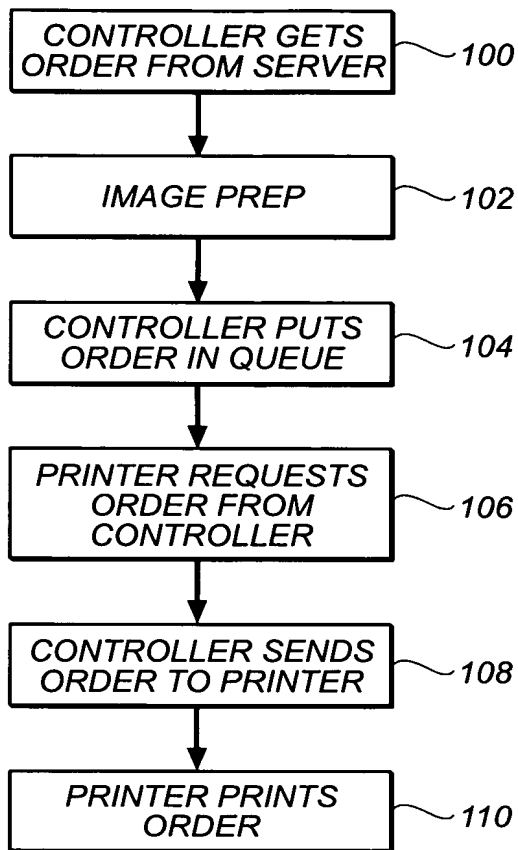 CONTROLLER GETS
ORDER FROM SERVER
100
IMAGE PREP
102
CONTROLLER PUTS
ORDER IN QUEUE
104
PRINTER REQUESTS
ORDER FROM
CONTROLLER
106
CONTROLLER SENDS
ORDER TO PRINTER
108
PRINTER PRINTS
ORDER
110